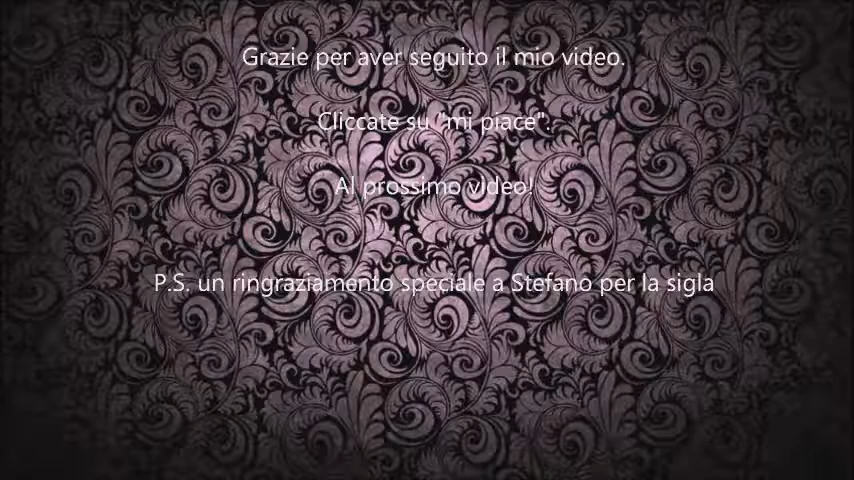 Grazie per aver seguito il mio video.
Cliccate su "mi piace".
Al prossimo video!
P.S. un ringraziamento speciale a Stefano per la sigla